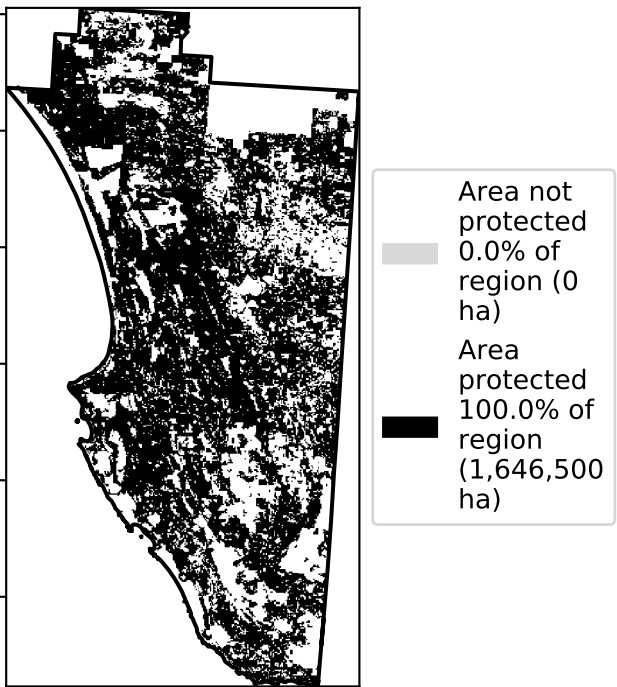 Area not
protected
0.0% of
region (0
ha)
Area
protected
100.0% of
region
(1,646,500
ha)